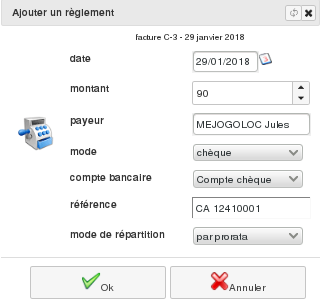 Ajouter un règlement
facture C-3 - 29 janvier 2018
date 29/01/2018
montant 90
payeur MEJOGOLOC Jules
mode chèque
compte bancaire Compte chèque
référence CA 12410001
mode de répartition par prorata
Ok Annuler